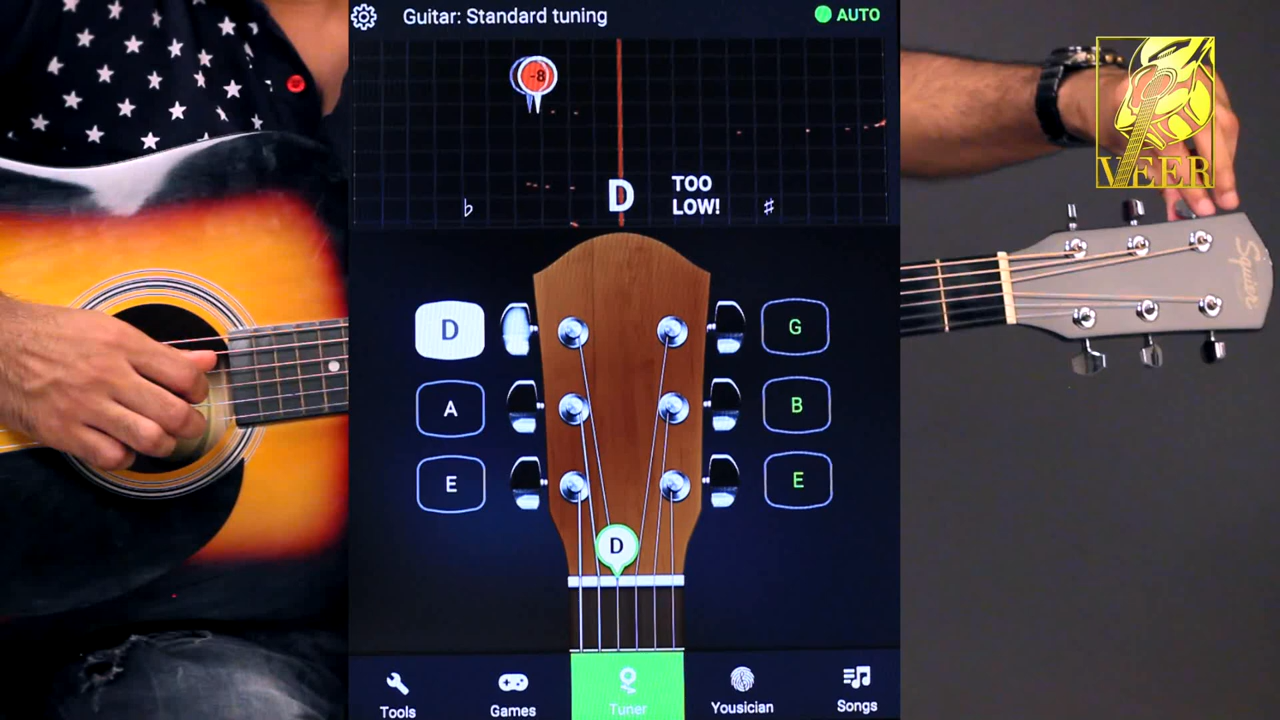 Guitar: Standard tuning
AUTO
-8
D
TOO
LOW!
♭
♯
D
G
A
B
E
E
D
Tools
Games
Tuner
Yousician
Songs
VEER
Squier